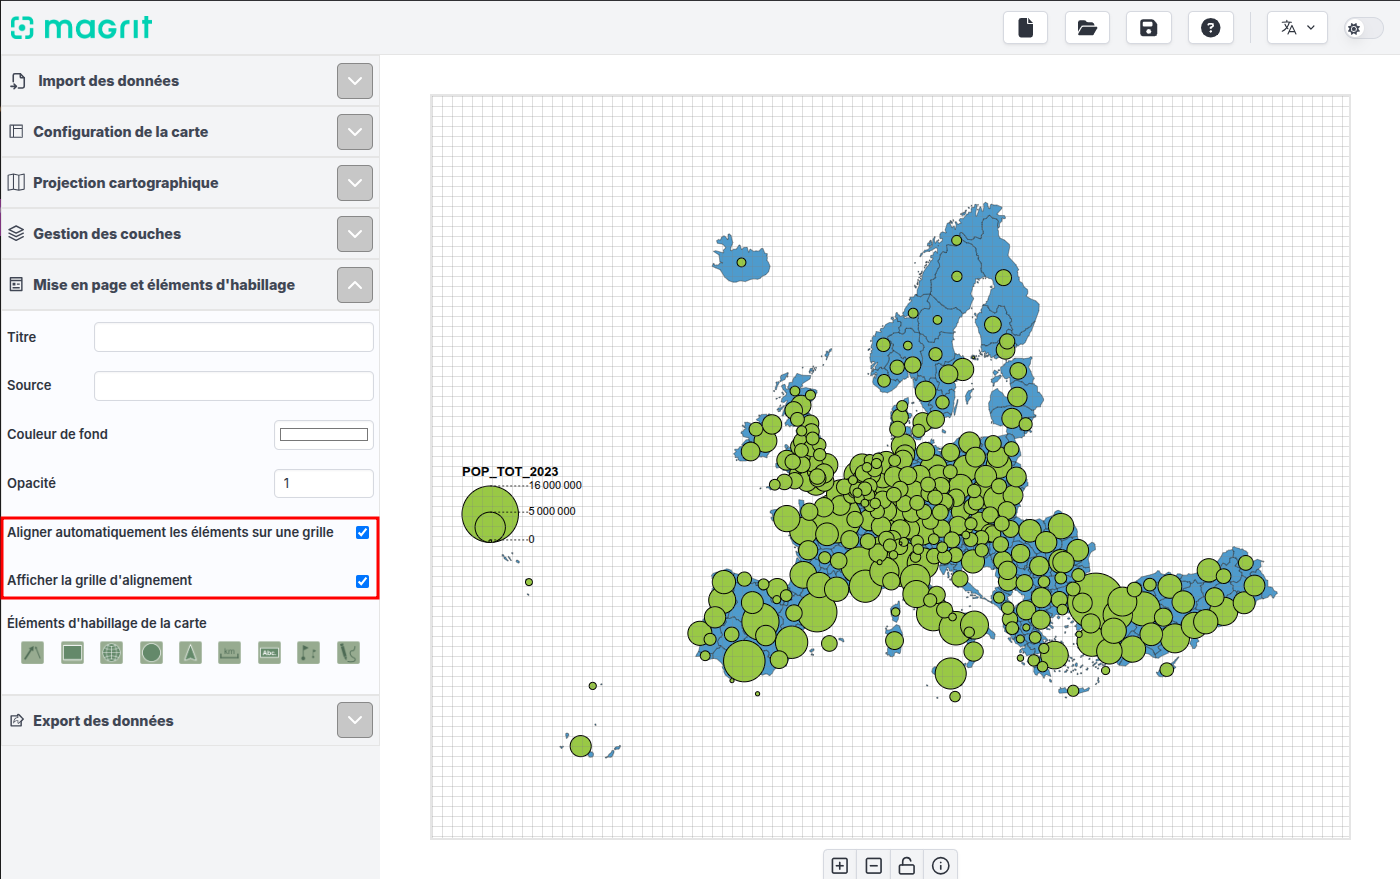 magrit
Import des données
Configuration de la carte
Projection cartographique
Gestion des couches
Mise en page et éléments d'habillage
Titre
Source
Couleur de fond
Opacité
1
Aligner automatiquement les éléments sur une grille
Afficher la grille d'alignement
Éléments d'habillage de la carte
km
Abc.
Export des données
POP_TOT_2023
16 000 000
5 000 000
0